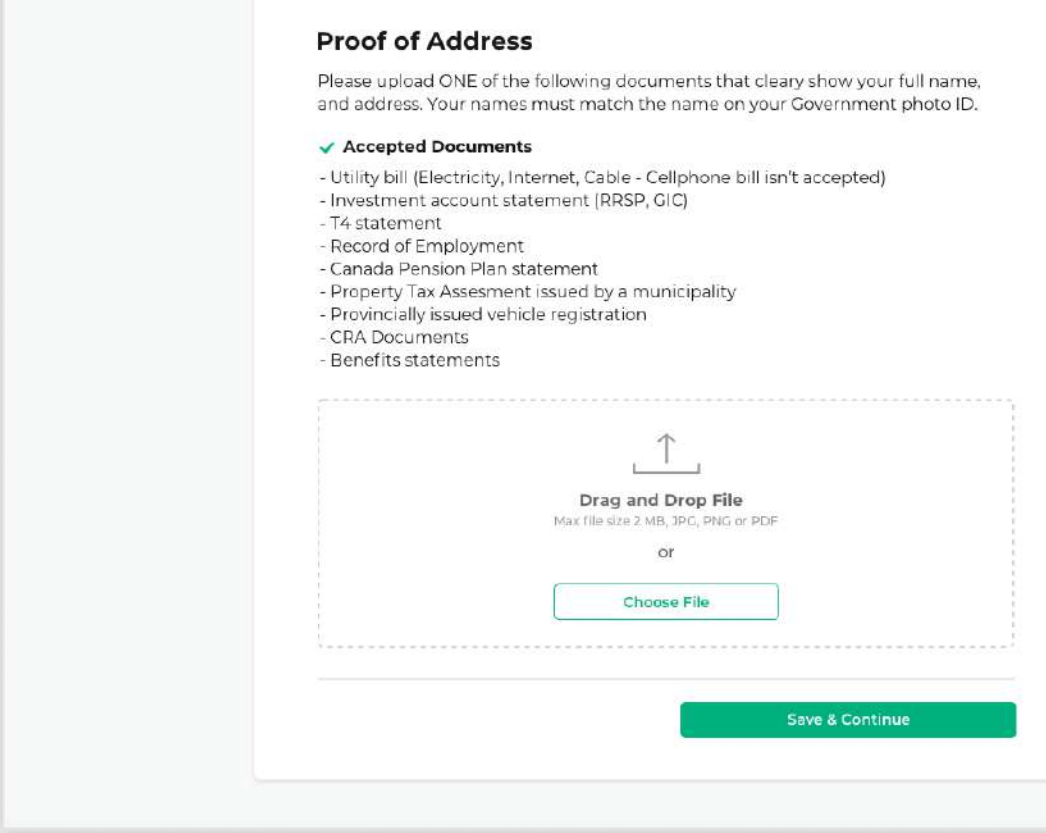 Proof of Address
Please upload ONE of the following documents that cleary show your full name,
and address. Your names must match the name on your Government photo ID.
Accepted Documents
- Utility bill (Electricity, Internet, Cable - Cellphone bill isn't accepted)
- Investment account statement (RRSP, GIC)
- T4 statement
- Record of Employment
- Canada Pension Plan statement
- Property Tax Assesment issued by a municipality
- Provincially issued vehicle registration
- CRA Documents
- Benefits statements
Drag and Drop File
Max file size 2 MB, JPG, PNG or PDF
or
Choose File
Save & Continue